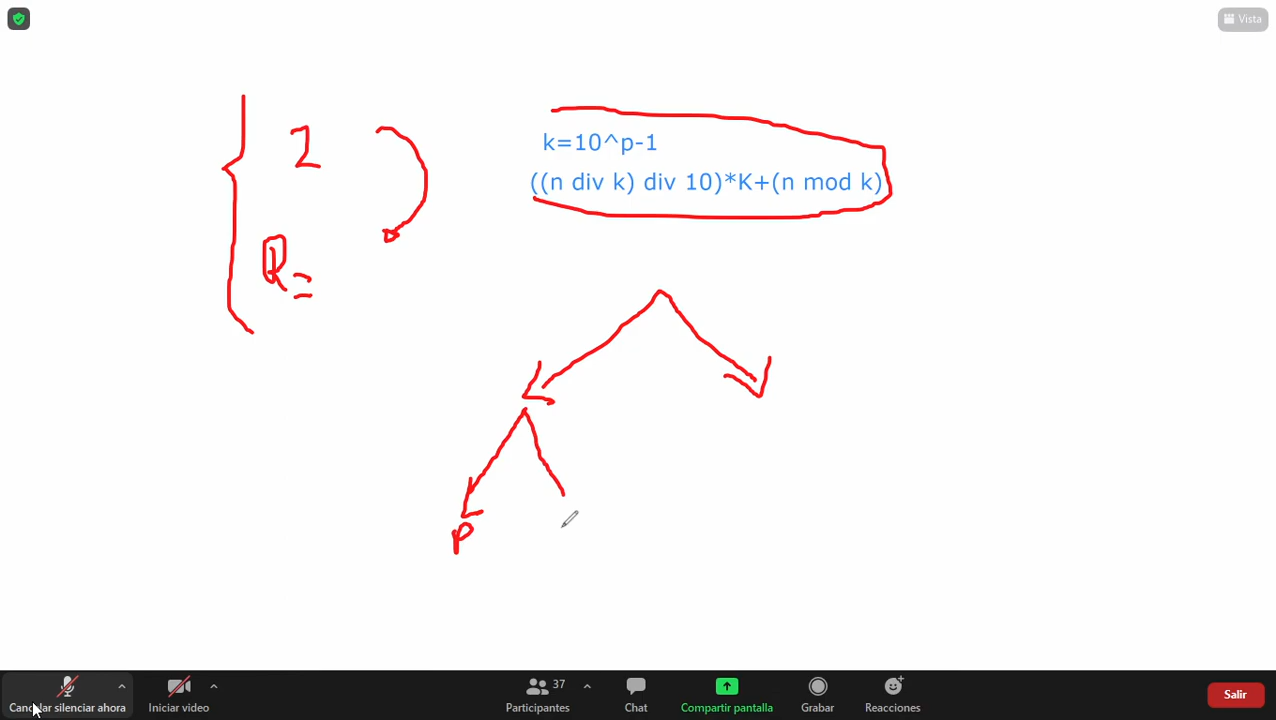 Vista
2
k=10^p-1
((n div k) div 10)*K+(n mod k)
R=
P
37
Cancelar silenciar ahora
Iniciar video
Participantes
Chat
Compartir pantalla
Grabar
Reacciones
Salir